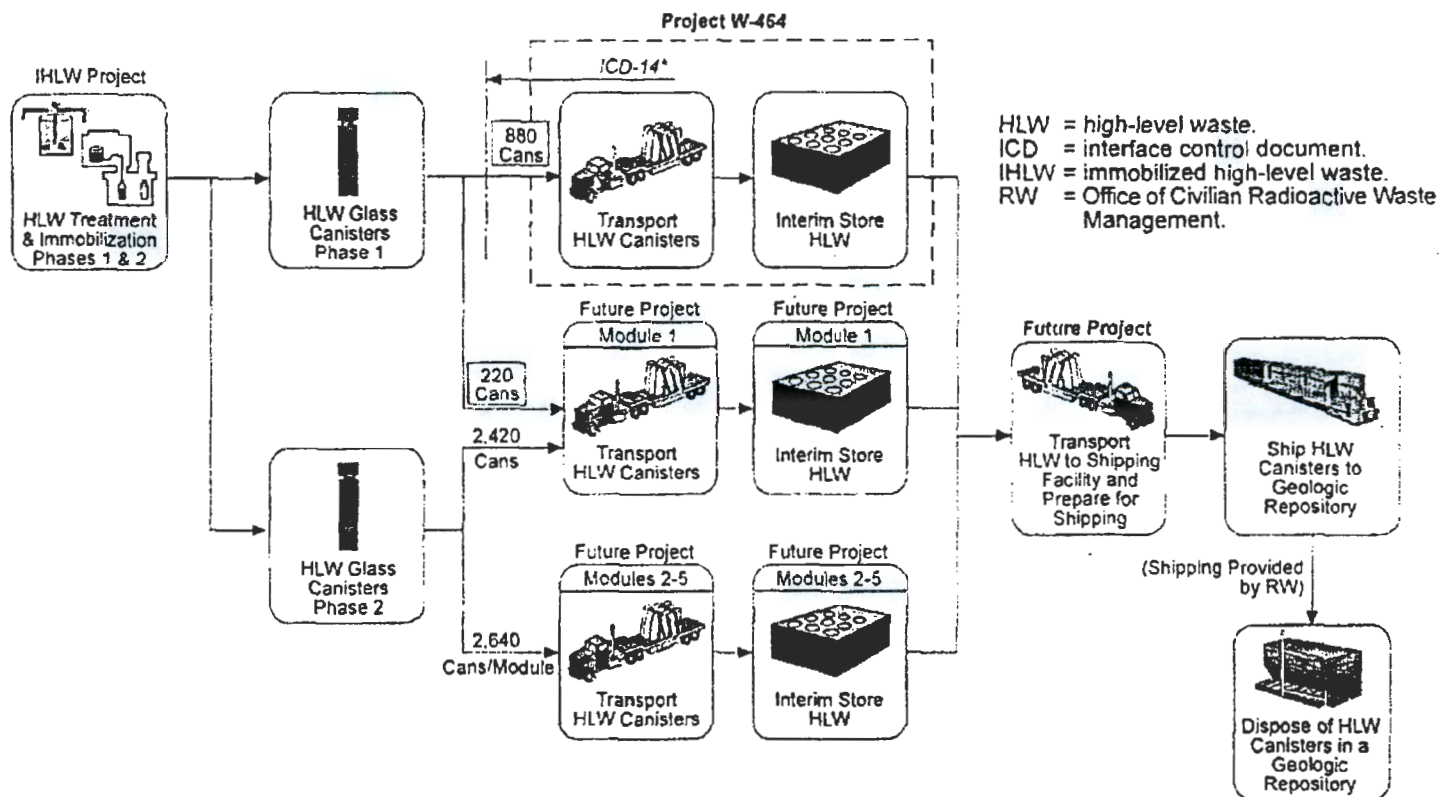 Project W-464
IHLW Project
HLW Treatment
& Immobilization
Phases 1 & 2
HLW Glass
Canisters
Phase 1
ICD-14*
880
Cans
Transport
HLW Canisters
Interim Store
HLW
HLW = high-level waste.
ICD = interface control document.
IHLW = immobilized high-level waste.
RW = Office of Civilian Radioactive Waste
Management.
220
Cans
2,420
Cans
Future Project
Module 1
Transport
HLW Canisters
Future Project
Module 1
Interim Store
HLW
Future Project
Transport
HLW to Shipping
Facility and
Prepare for
Shipping
Ship HLW
Canisters to
Geologic
Repository
HLW Glass
Canisters
Phase 2
2,640
Cans/Module
Future Project
Modules 2-5
Transport
HLW Canisters
Future Project
Modules 2-5
Interim Store
HLW
(Shipping Provided
by RW)
Dispose of HLW
Canisters in a
Geologic
Repository